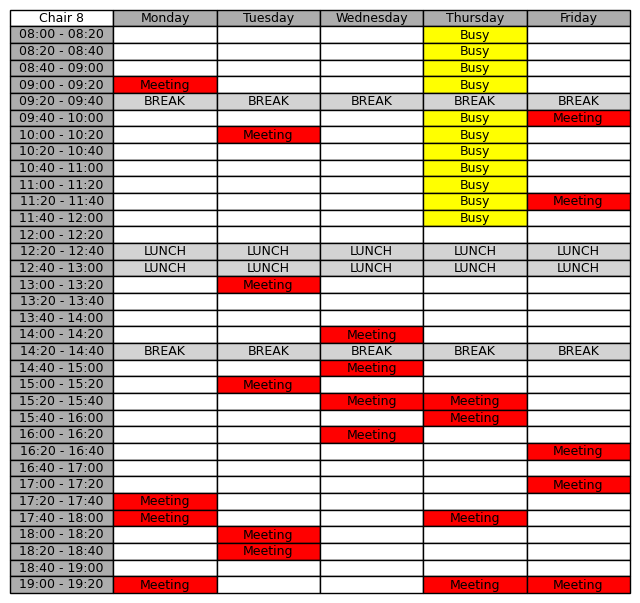 Chair 8 Monday Tuesday Wednesday Thursday Friday
08:00 - 08:20 Busy
08:20 - 08:40 Busy
08:40 - 09:00 Busy
09:00 - 09:20 Meeting Busy
09:20 - 09:40 BREAK BREAK BREAK BREAK BREAK
09:40 - 10:00 Busy Meeting
10:00 - 10:20 Meeting Busy
10:20 - 10:40 Busy
10:40 - 11:00 Busy
11:00 - 11:20 Busy
11:20 - 11:40 Busy Meeting
11:40 - 12:00 Busy
12:00 - 12:20
12:20 - 12:40 LUNCH LUNCH LUNCH LUNCH LUNCH
12:40 - 13:00 LUNCH LUNCH LUNCH LUNCH LUNCH
13:00 - 13:20 Meeting
13:20 - 13:40
13:40 - 14:00
14:00 - 14:20 Meeting
14:20 - 14:40 BREAK BREAK BREAK BREAK BREAK
14:40 - 15:00 Meeting
15:00 - 15:20 Meeting
15:20 - 15:40 Meeting Meeting
15:40 - 16:00 Meeting
16:00 - 16:20 Meeting
16:20 - 16:40 Meeting
16:40 - 17:00
17:00 - 17:20 Meeting
17:20 - 17:40 Meeting
17:40 - 18:00 Meeting Meeting
18:00 - 18:20 Meeting
18:20 - 18:40 Meeting
18:40 - 19:00
19:00 - 19:20 Meeting Meeting Meeting